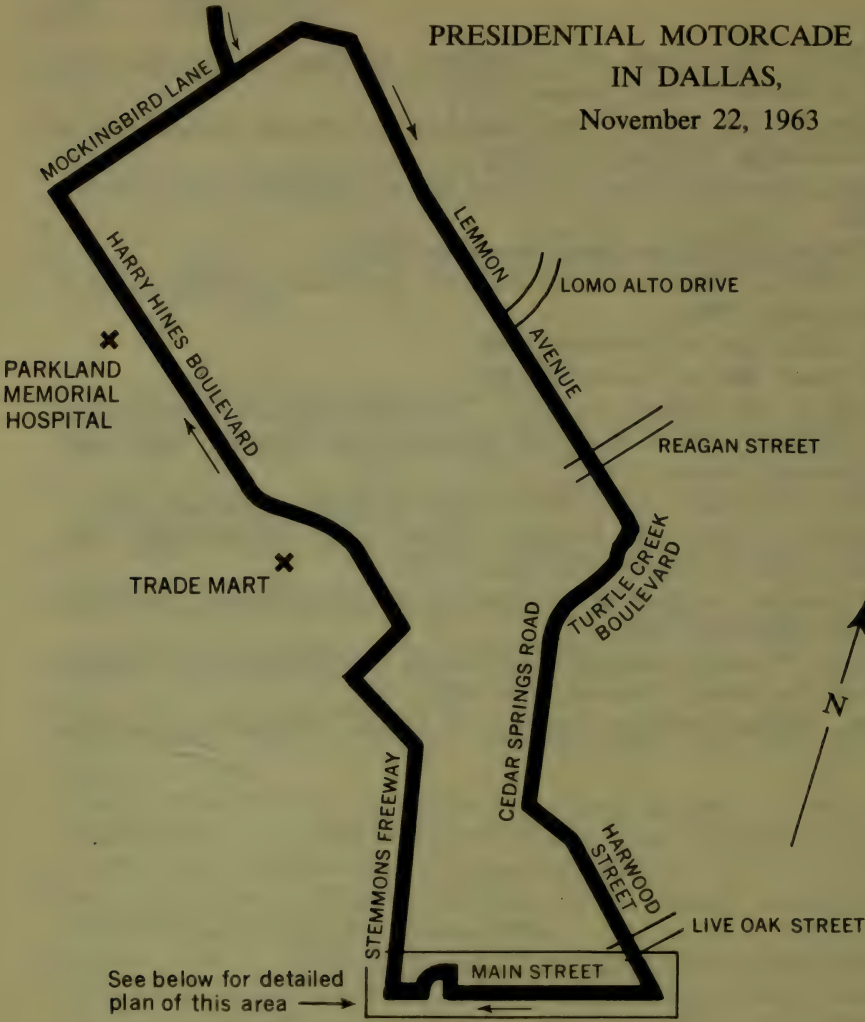 PRESIDENTIAL MOTORCADE
IN DALLAS,
November 22, 1963
MOCKINGBIRD LANE
LEMMON
AVENUE
LOMO ALTO DRIVE
HARRY HINES BOULEVARD
PARKLAND
MEMORIAL
HOSPITAL
REAGAN STREET
TRADE MART
TURTLE CREEK
BOULEVARD
CEDAR SPRINGS ROAD
N
STEMMONS FREEWAY
HARWOOD
STREET
LIVE OAK STREET
MAIN STREET
See below for detailed
plan of this area